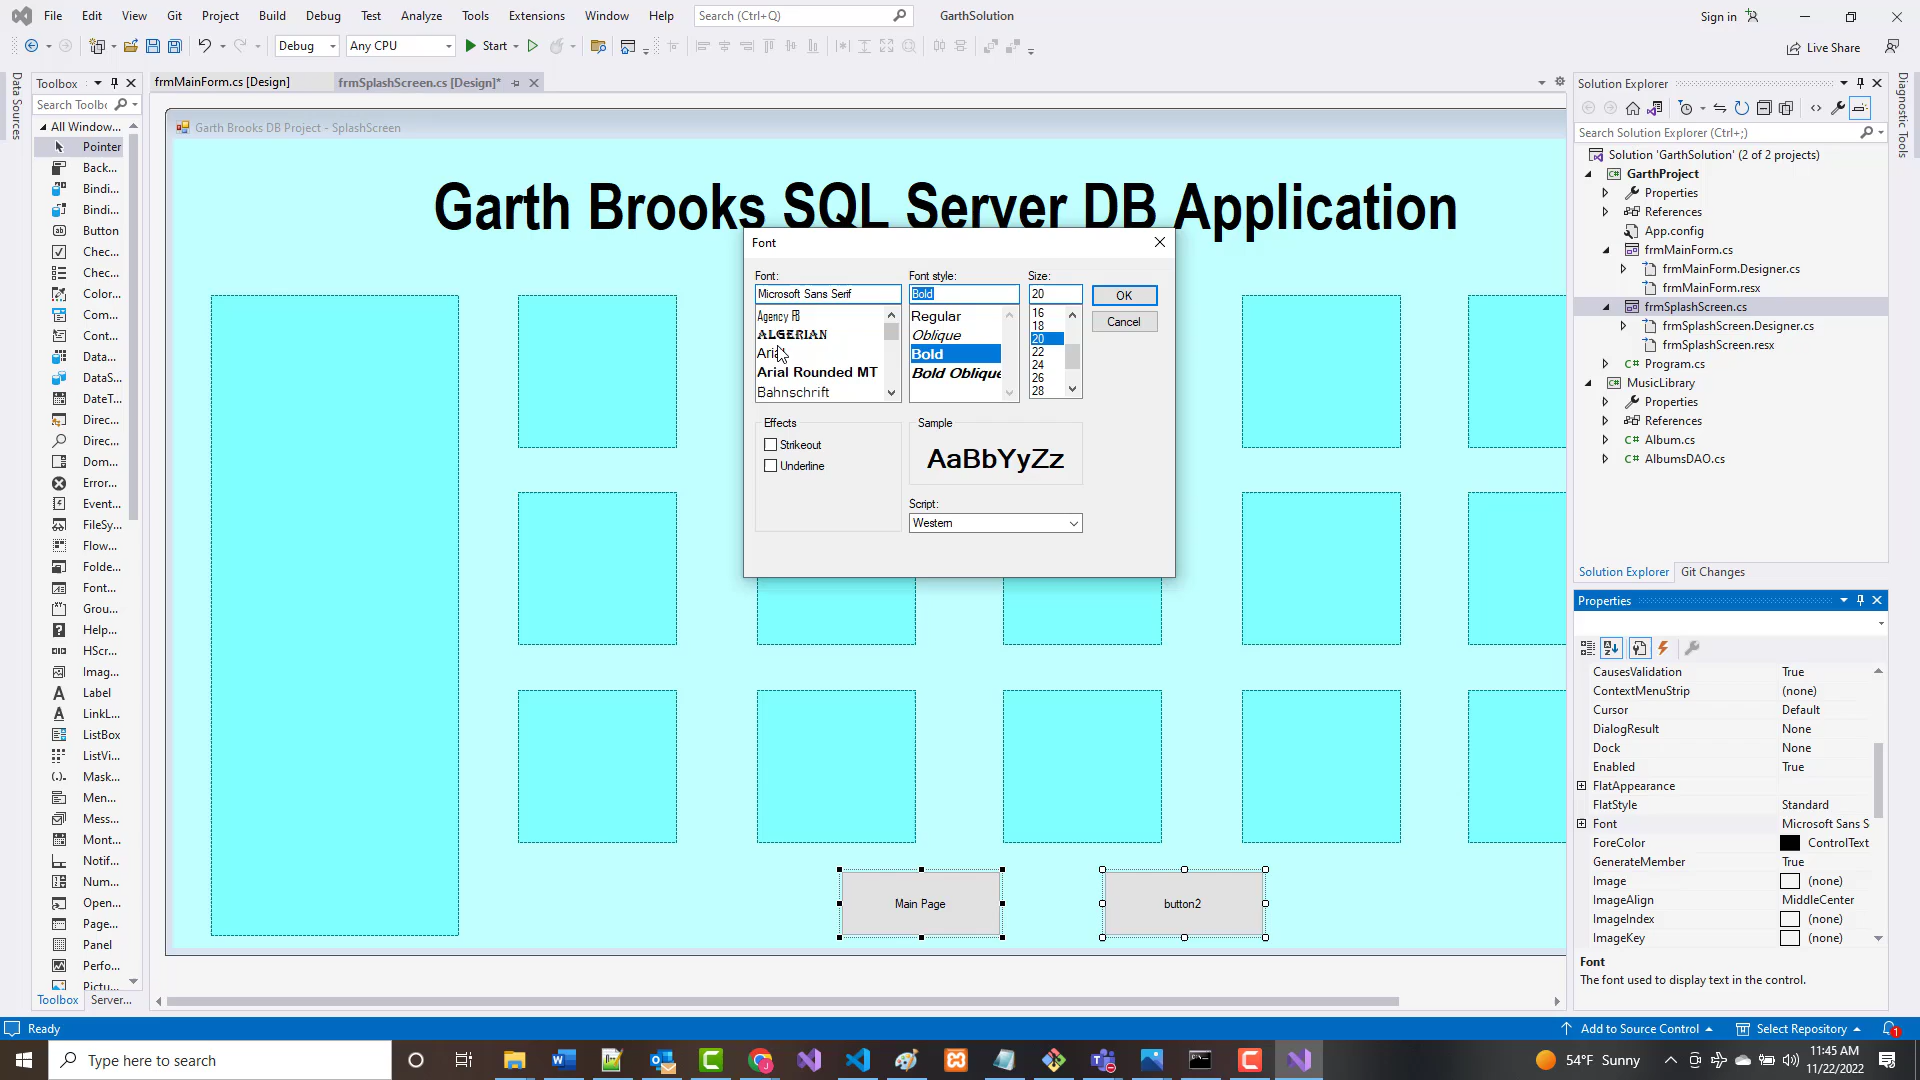 File Edit View Git Project Build Debug Test Analyze Tools Extensions Window Help Search (Ctrl+Q) GarthSolution Sign in
Debug Any CPU Start Live Share
Data Sources
Toolbox
Search Toolbo
All Window...
Pointer
Back...
Bindi...
Bindi...
Button
Chec...
Chec...
Color...
Com...
Cont...
Data...
DataS...
DateT...
Direc...
Direc...
Dom...
Error...
Event...
FileSy...
Flow...
Folde...
Font...
Grou...
Help...
HScr...
Imag...
Label
LinkL...
ListBox
ListVi...
Mask...
Men...
Mess...
Mont...
Notif...
Num...
Open...
Page...
Panel
Perfo...
Pictu...
Toolbox Server...
frmMainForm.cs [Design] frmSplashScreen.cs [Design]*
Garth Brooks DB Project - SplashScreen
Garth Brooks SQL Server DB Application
Font
Font: Font style: Size:
Microsoft Sans Serif Bold 20 OK
Agency FB
ALGERIAN
Arial
Arial Rounded MT
Bahnschrift
Regular
Oblique
Bold
Bold Oblique
16
18
20
22
24
26
28
Cancel
Effects
Strikeout
Underline
Sample
AaBbYyZz
Script:
Western
Main Page button2
Solution Explorer
Search Solution Explorer (Ctrl+;)
Solution 'GarthSolution' (2 of 2 projects)
C# GarthProject
Properties
References
App.config
frmMainForm.cs
frmMainForm.Designer.cs
frmMainForm.resx
frmSplashScreen.cs
frmSplashScreen.Designer.cs
frmSplashScreen.resx
C# Program.cs
C# MusicLibrary
Properties
References
C# Album.cs
C# AlbumsDAO.cs
Solution Explorer Git Changes
Properties
CausesValidation True
ContextMenuStrip (none)
Cursor Default
DialogResult None
Dock None
Enabled True
FlatAppearance
FlatStyle Standard
Font Microsoft Sans S
ForeColor ControlText
GenerateMember True
Image (none)
ImageAlign MiddleCenter
ImageIndex (none)
ImageKey (none)
Font
The font used to display text in the control.
Diagnostic Tools
Ready Add to Source Control Select Repository 1
Type here to search 54°F Sunny 11:45 AM
11/22/2022